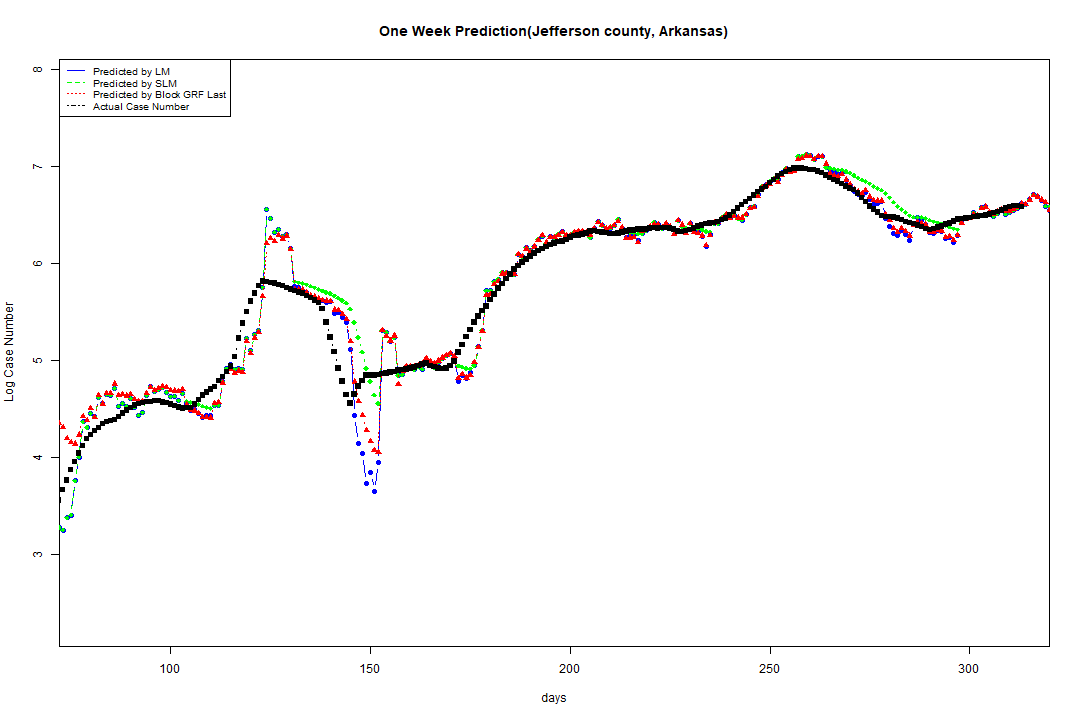 One Week Prediction(Jefferson county, Arkansas)
Predicted by LM
Predicted by SLM
Predicted by Block GRF Last
Actual Case Number
8
7
6
5
4
3
Log Case Number
100 150 200 250 300
days